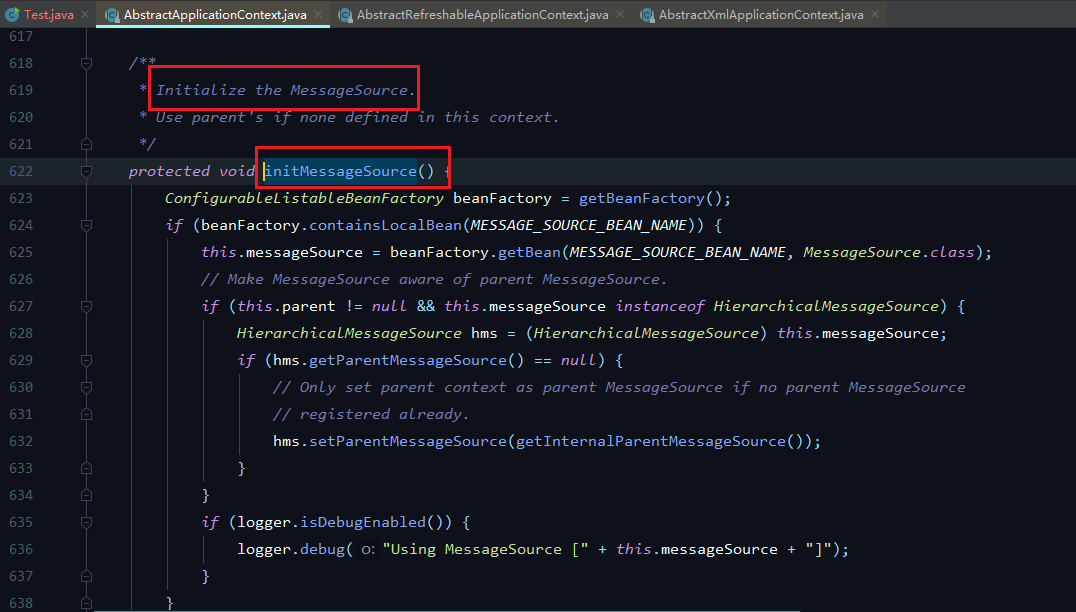 Test.java AbstractApplicationContext.java AbstractRefreshableApplicationContext.java AbstractXmlApplicationContext.java
617
618 /**
619 * Initialize the MessageSource.
620 * Use parent's if none defined in this context.
621 */
622 protected void initMessageSource() {
623 ConfigurableListableBeanFactory beanFactory = getBeanFactory();
624 if (beanFactory.containsLocalBean(MESSAGE_SOURCE_BEAN_NAME)) {
625 this.messageSource = beanFactory.getBean(MESSAGE_SOURCE_BEAN_NAME, MessageSource.class);
626 // Make MessageSource aware of parent MessageSource.
627 if (this.parent != null && this.messageSource instanceof HierarchicalMessageSource) {
628 HierarchicalMessageSource hms = (HierarchicalMessageSource) this.messageSource;
629 if (hms.getParentMessageSource() == null) {
630 // Only set parent context as parent MessageSource if no parent MessageSource
631 // registered already.
632 hms.setParentMessageSource(getInternalParentMessageSource());
633 }
634 }
635 if (logger.isDebugEnabled()) {
636 logger.debug( o: "Using MessageSource [" + this.messageSource + "]");
637 }
638 }